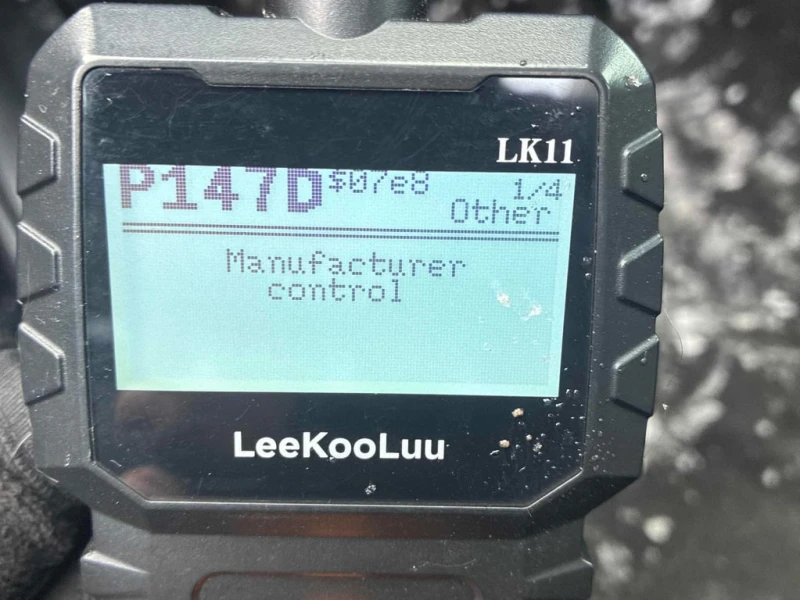 LK11
P147D $07e8 1/4
Other
Manufacturer
control
LeeKooLuu